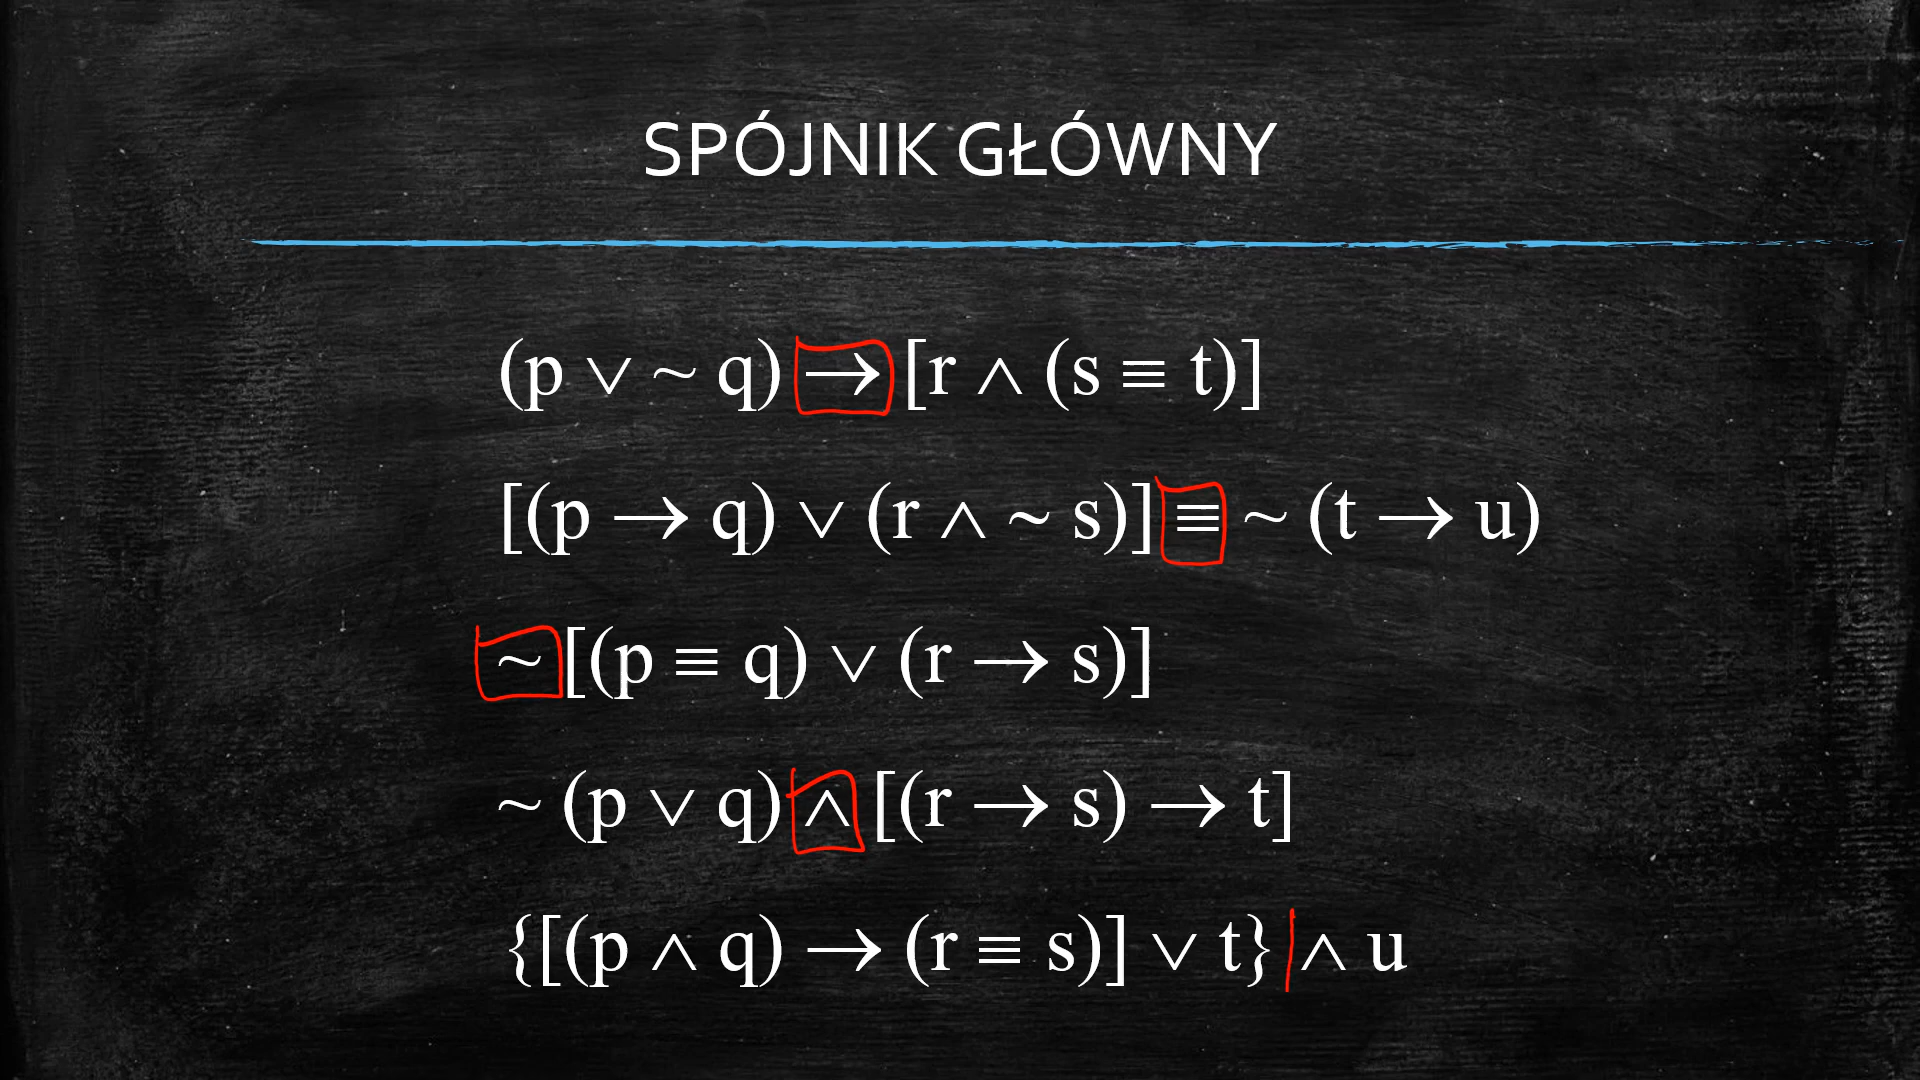 SPÓJNIK GŁÓWNY
(p ∨ ~ q) → [r ∧ (s ≡ t)]
[(p → q) ∨ (r ∧ ~ s)] ≡ ~ (t → u)
~ [(p ≡ q) ∨ (r → s)]
~ (p ∨ q) ∧ [(r → s) → t]
{[(p ∧ q) → (r ≡ s)] ∨ t} ∧ u